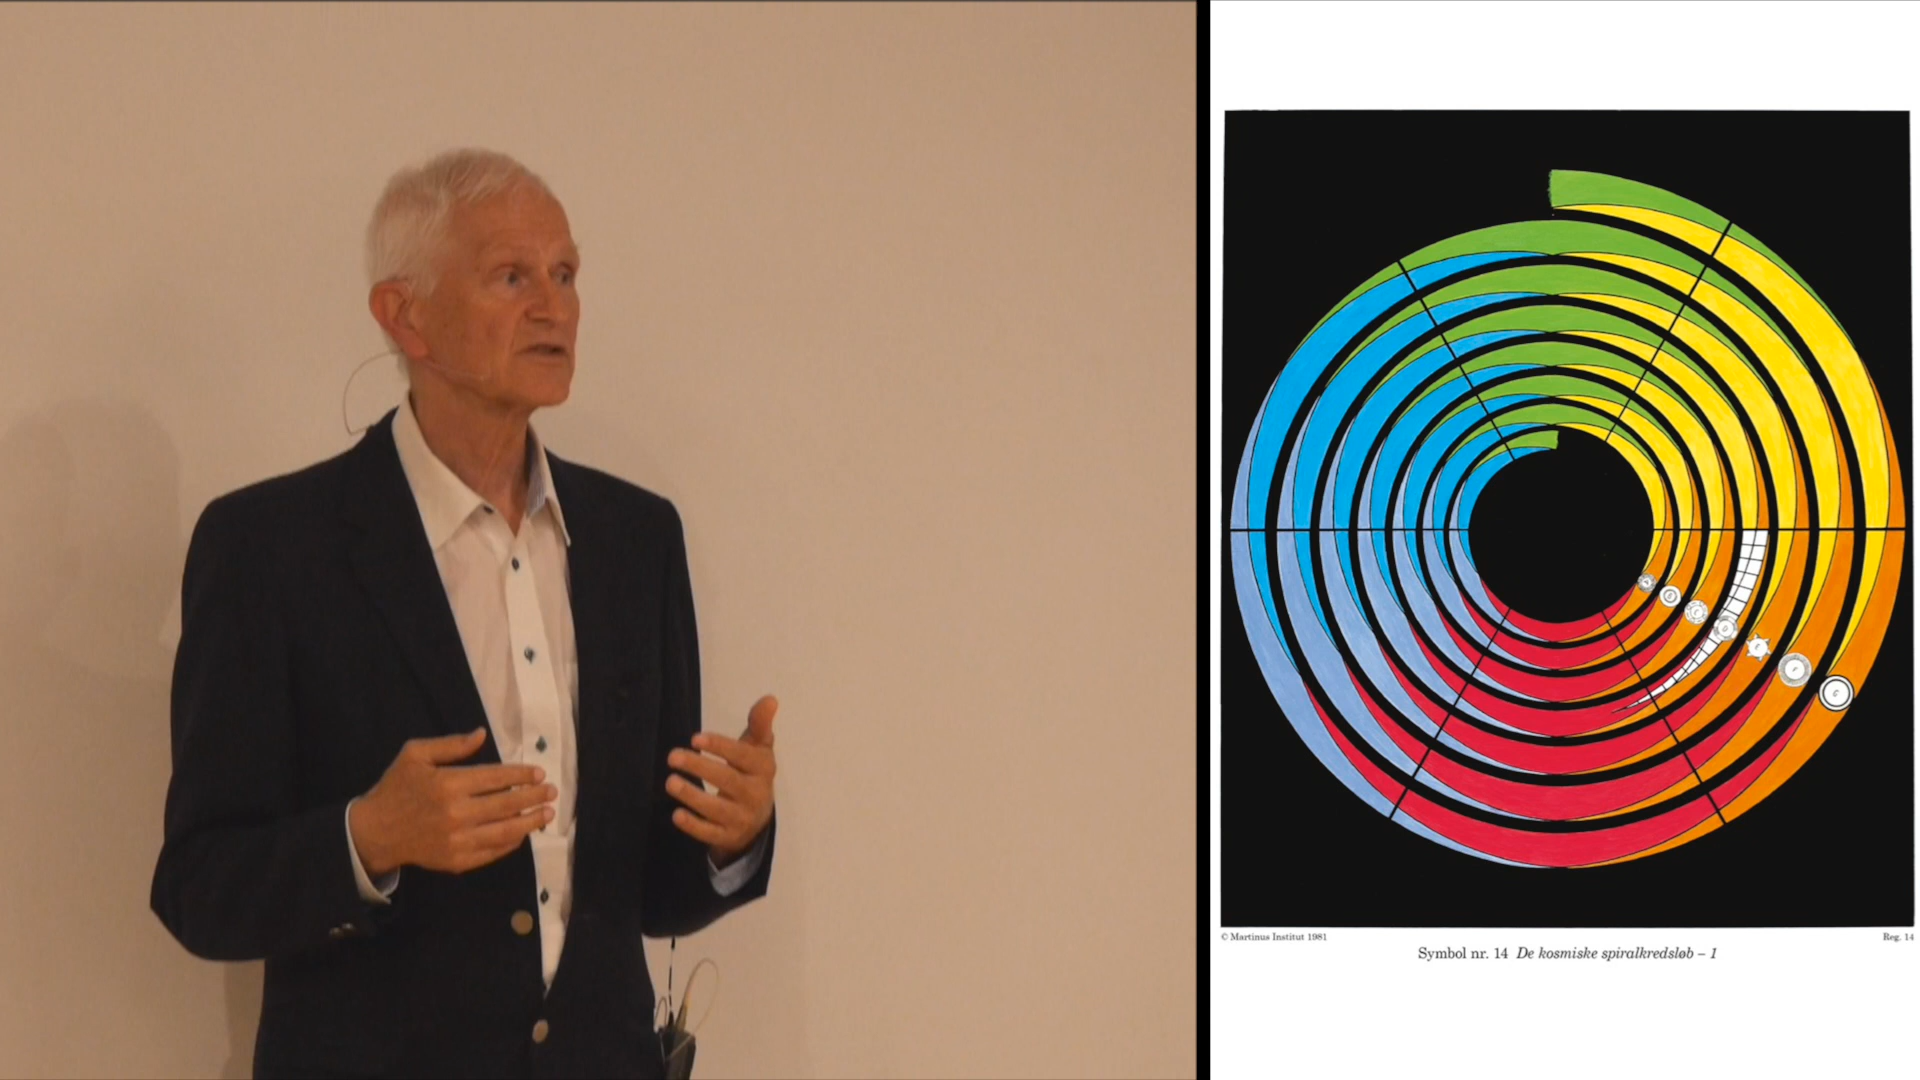 © Martinus Institut 1981
Reg. 14
Symbol nr. 14 De kosmiske spiralkredsløb – 1